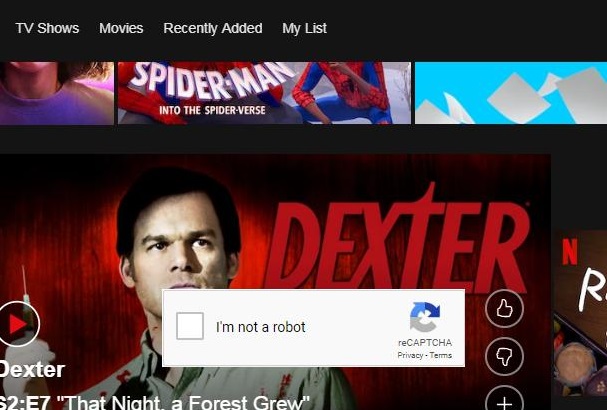 TV Shows Movies Recently Added My List
SPIDER-MAN
INTO THE SPIDER-VERSE
DEXTER
N
I'm not a robot
reCAPTCHA
Privacy - Terms
Dexter
S2:E7 "That Night, a Forest Grew"